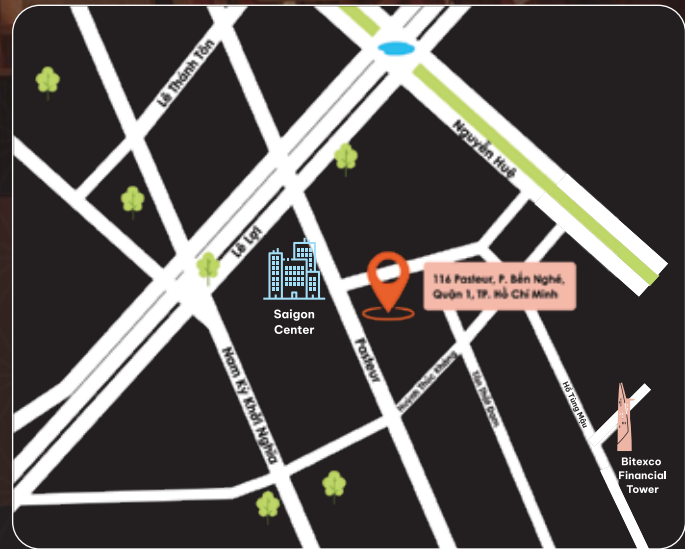 Lê Thánh Tôn
Nguyễn Huệ
Lê Lợi
116 Pasteur, P. Bến Nghé,
Quận 1, TP. Hồ Chí Minh
Saigon
Center
Pasteur
Nam Kỳ Khởi Nghĩa
Huỳnh Thúc Kháng
Tôn Thất Đạm
Hồ Tùng Mậu
Bitexco
Financial
Tower